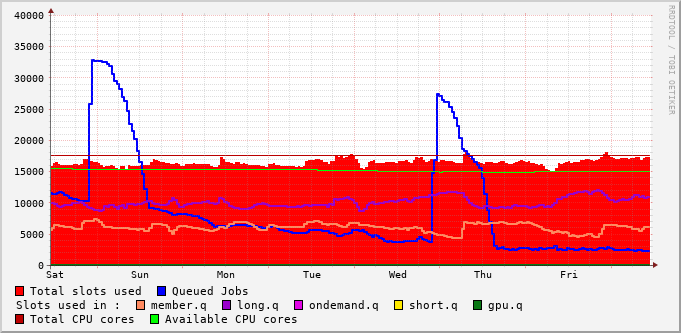 40000
35000
30000
25000
20000
15000
10000
5000
0
Sat Sun Mon Tue Wed Thu Fri
RRDTOOL / TOBI OETIKER
Total slots used Queued Jobs
Slots used in : member.q long.q ondemand.q short.q gpu.q
Total CPU cores Available CPU cores